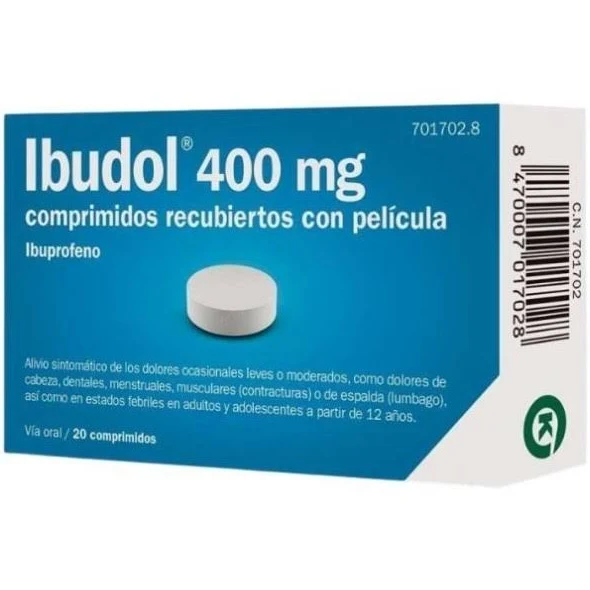 701702.8
Ibudol® 400 mg
comprimidos recubiertos con película
Ibuprofeno
Alivio sintomático de los dolores ocasionales leves o moderados, como dolores de
cabeza, dentales, menstruales, musculares (contracturas) o de espalda (lumbago),
así como en estados febriles en adultos y adolescentes a partir de 12 años.
Vía oral / 20 comprimidos
8 470007 017028
C.N. 701702
K